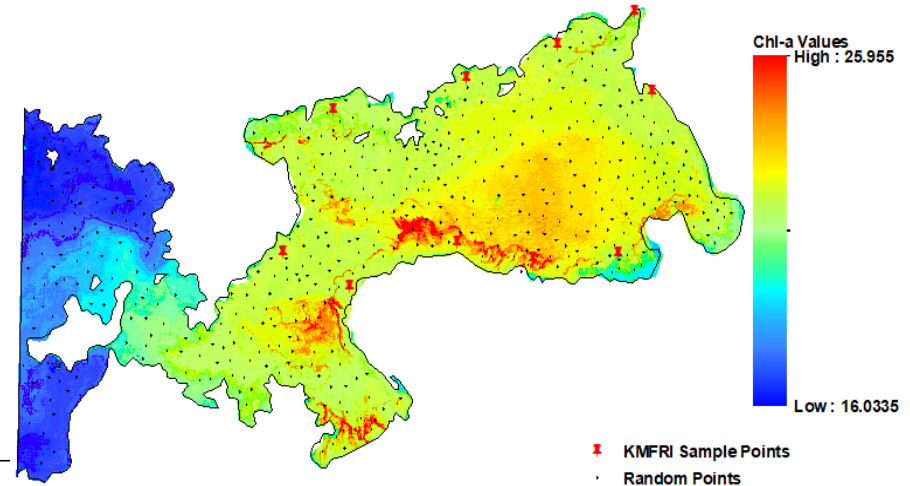 Chl-a Values
High : 25.955
Low : 16.0335
KMFRI Sample Points
Random Points